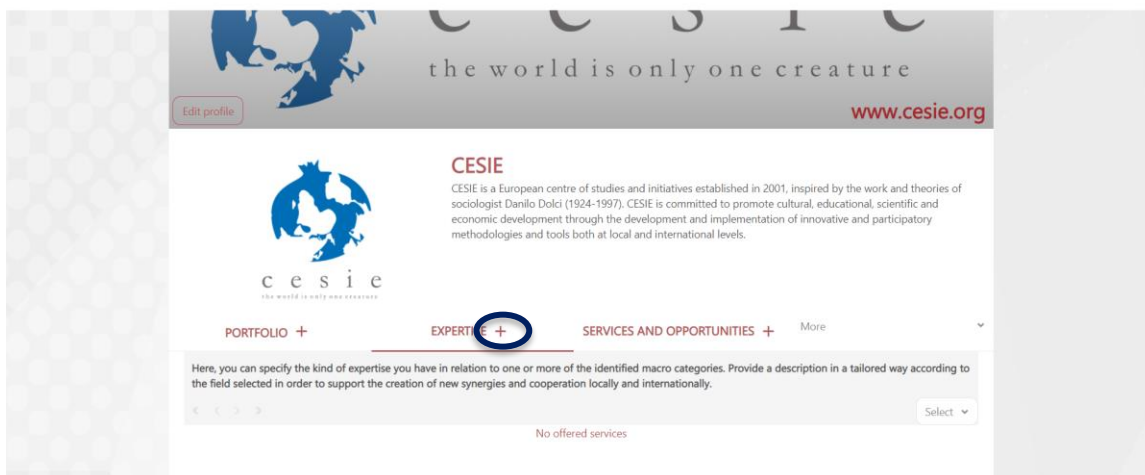 c e s i e
the world is only one creature
Edit profile
www.cesie.org
CESIE
CESIE is a European centre of studies and initiatives established in 2001, inspired by the work and theories of
sociologist Danilo Dolci (1924-1997). CESIE is committed to promote cultural, educational, scientific and
economic development through the development and implementation of innovative and participatory
methodologies and tools both at local and international levels.
c e s i e
the world is only one creature
PORTFOLIO + EXPERTISE + SERVICES AND OPPORTUNITIES + More
Here, you can specify the kind of expertise you have in relation to one or more of the identified macro categories. Provide a description in a tailored way according to
the field selected in order to support the creation of new synergies and cooperation locally and internationally.
Select
No offered services